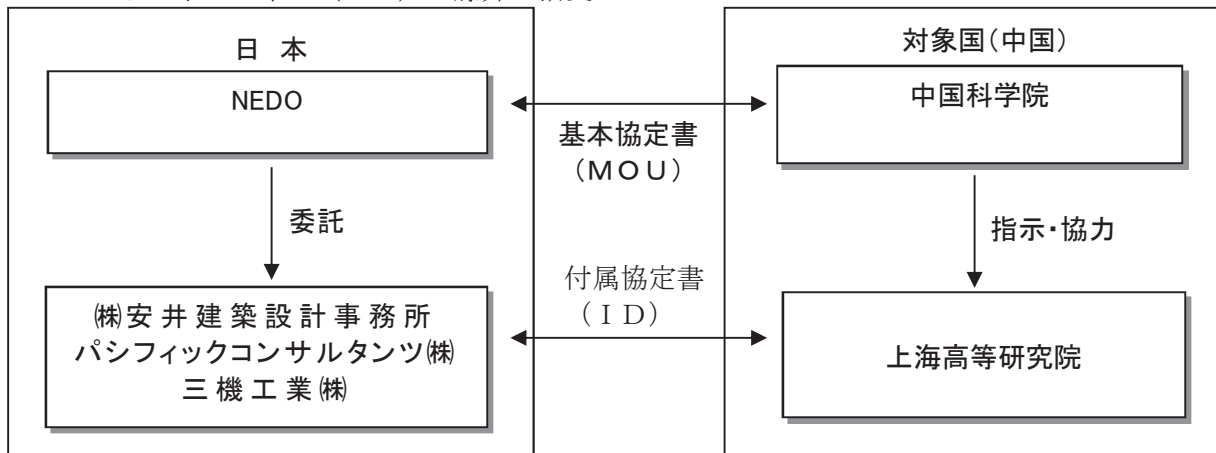 日 本
NEDO
委託
㈱安井建築設計事務所
パシフィックコンサルタンツ㈱
三機工業㈱
基本協定書
（ＭＯＵ）
付属協定書
（ＩＤ）
対象国（中国）
中国科学院
指示・協力
上海高等研究院